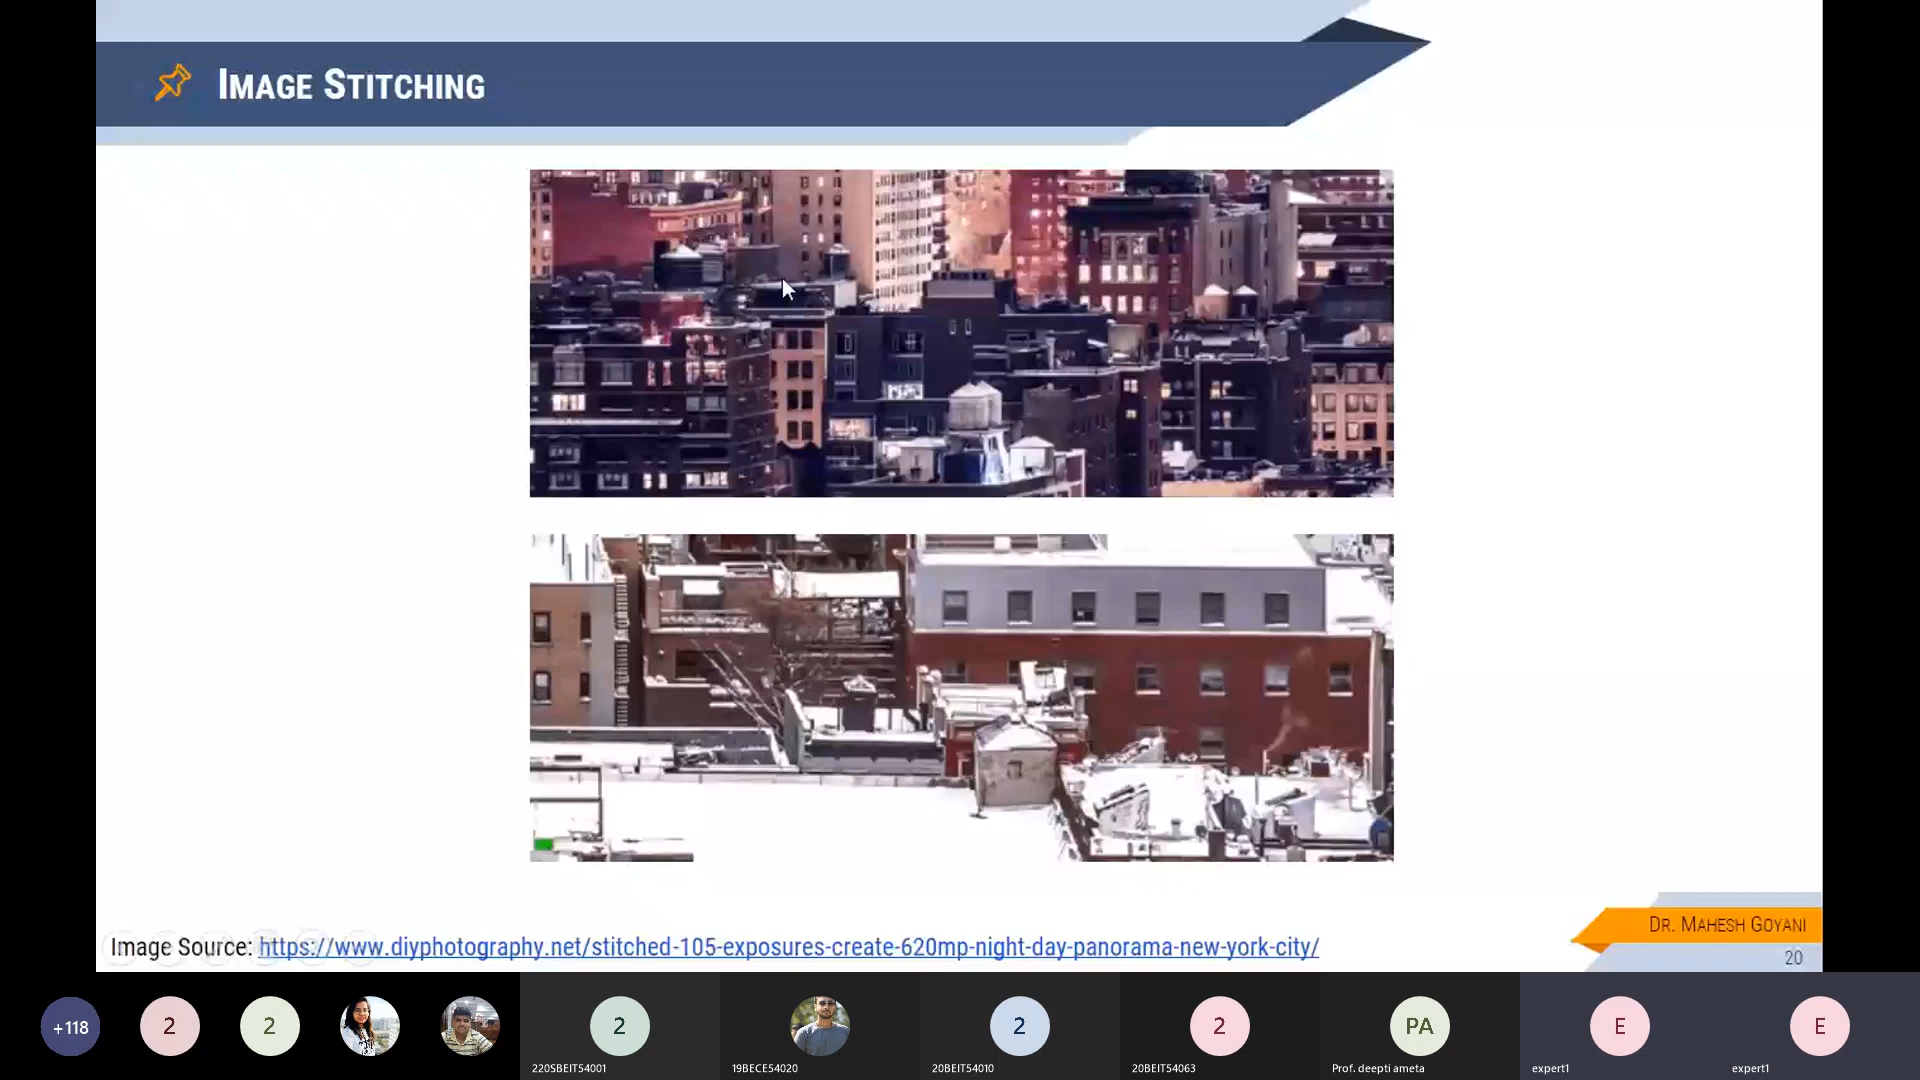 IMAGE STITCHING
Image Source: https://www.diyphotography.net/stitched-105-exposures-create-620mp-night-day-panorama-new-york-city/
DR. MAHESH GOYANI
20
+118
2
2
2
2
2
PA
E
E
220SBEIT54001
19BECE54020
20BEIT54010
20BEIT54063
Prof. deepti ameta
expert1
expert1